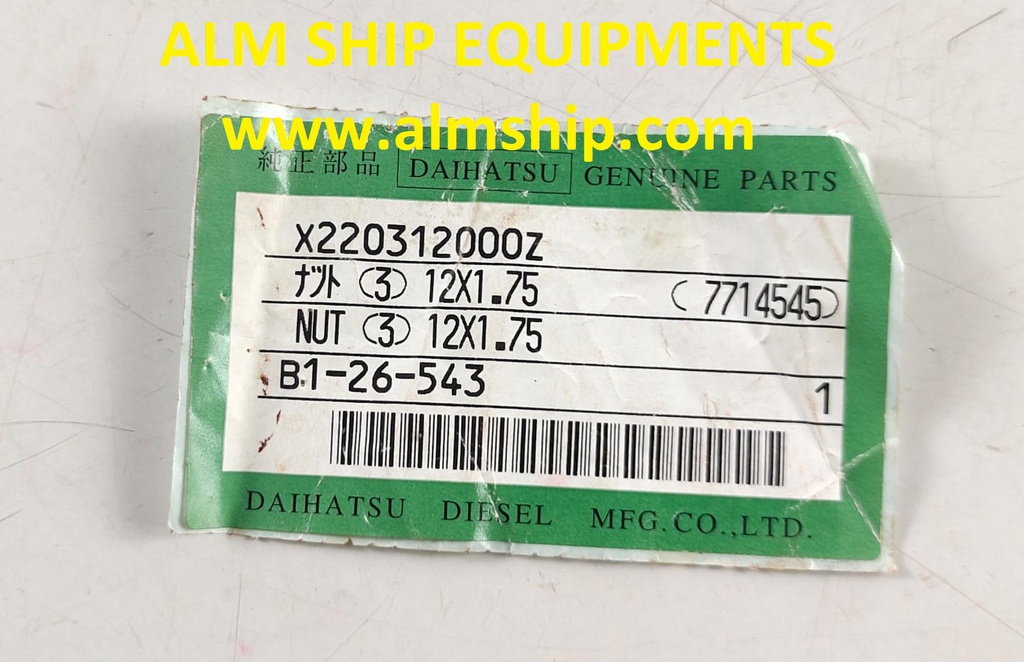 ALM SHIP EQUIPMENTS
www.almship.com
純正部品 DAIHATSU GENUINE PARTS
X220312000Z
ナット (3) 12X1.75 (7714545)
NUT (3) 12X1.75
B1-26-543 1
DAIHATSU DIESEL MFG.CO.,LTD.